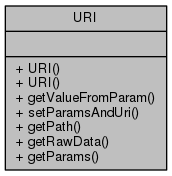 URI
+ URI()
+ URI()
+ getValueFromParam()
+ setParamsAndUri()
+ getPath()
+ getRawData()
+ getParams()